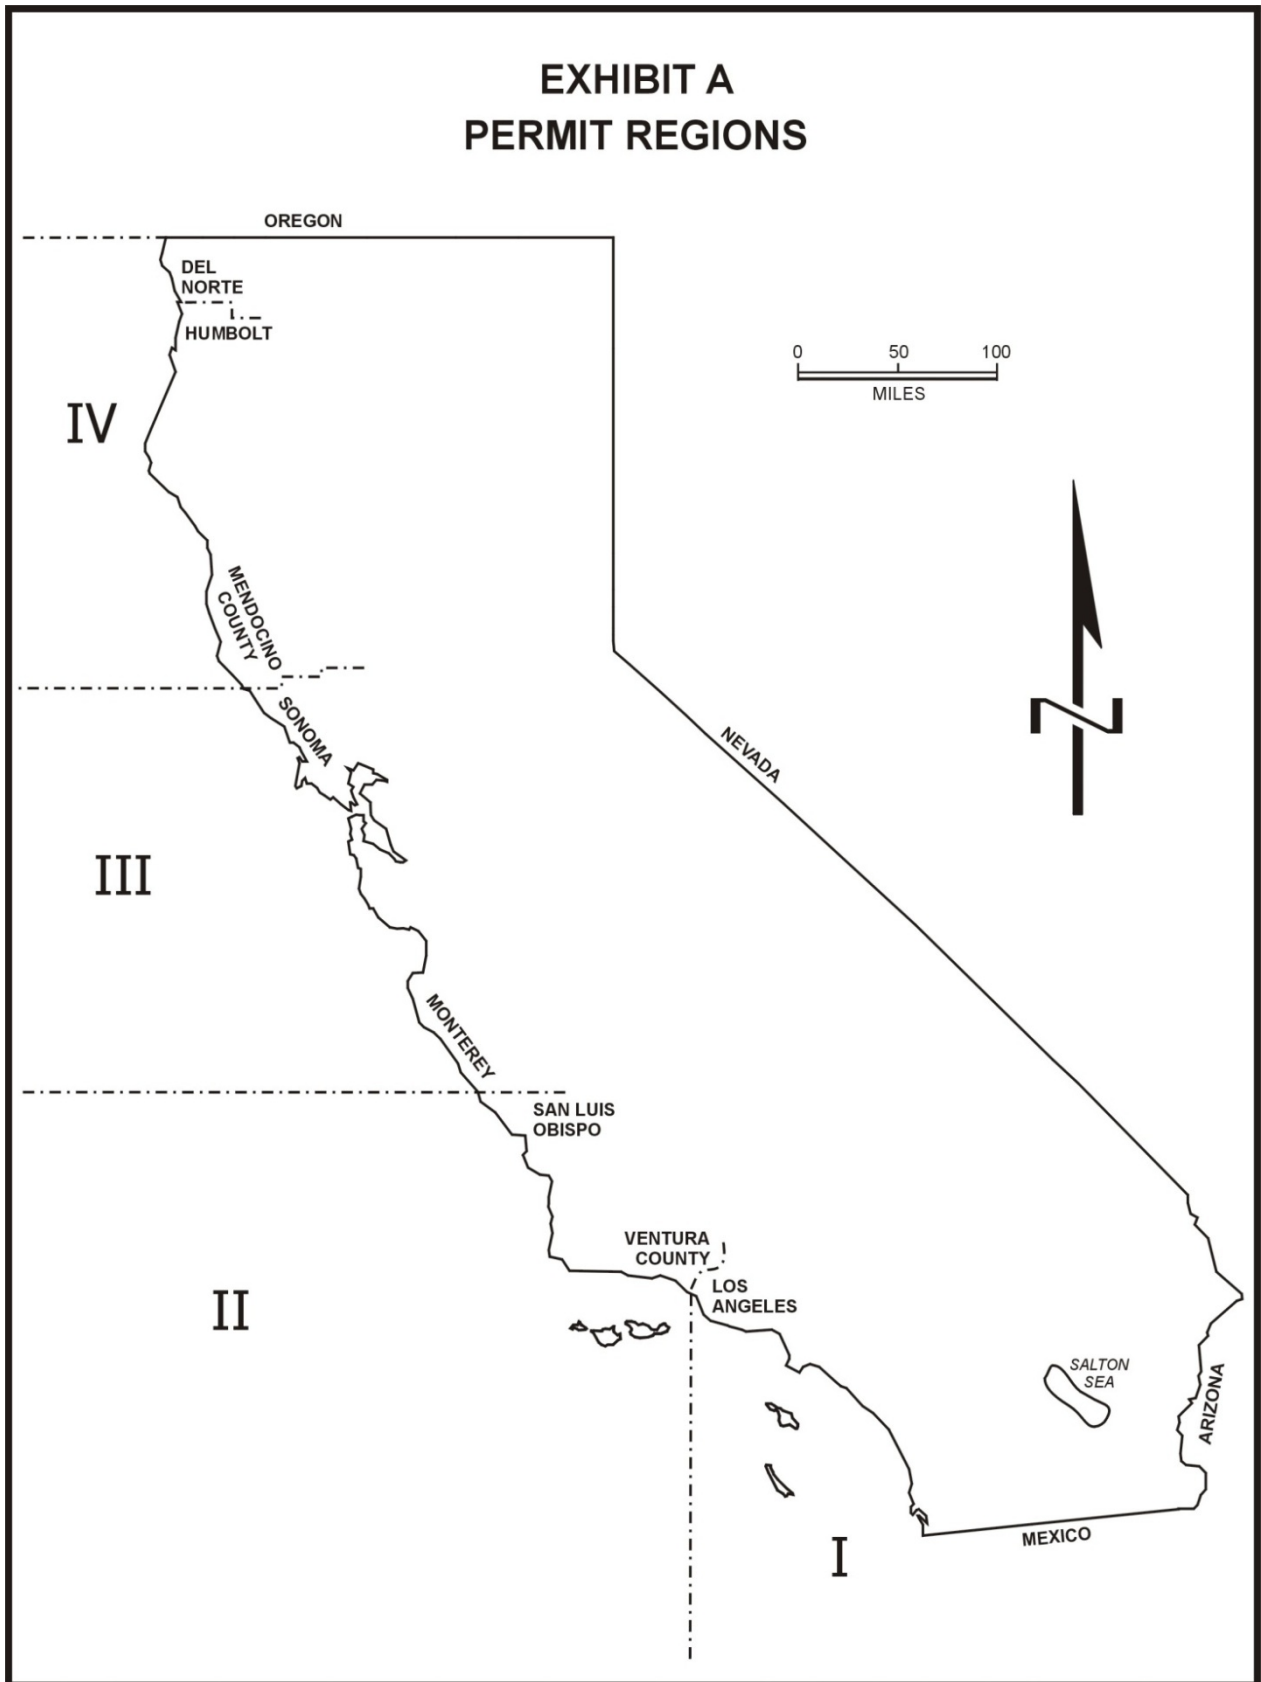 EXHIBIT A
PERMIT REGIONS
OREGON
DEL
NORTE
HUMBOLT
0 50 100
MILES
IV
MENDOCINO
COUNTY
SONOMA
NEVADA
N
III
MONTEREY
SAN LUIS
OBISPO
VENTURA
COUNTY
LOS
ANGELES
II
SALTON
SEA
ARIZONA
MEXICO
I